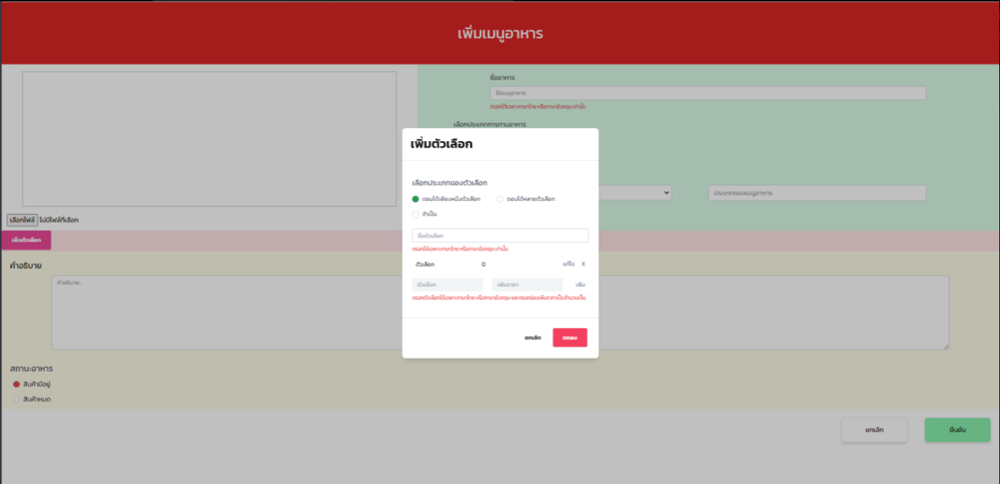 เพิ่มเมนูอาหาร
ชื่ออาหาร
ชื่อเมนูอาหาร
กรอกได้เฉพาะภาษาไทย หรือภาษาอังกฤษ เท่านั้น
เลือกประเภทการทานอาหาร
ประเภทของเมนูอาหาร
เลือกไฟล์ ไม่มีไฟล์ที่เลือก
เพิ่มตัวเลือก
คำอธิบาย
คำอธิบาย..
สถานะอาหาร
สินค้ามีอยู่
สินค้าหมด
ยกเลิก ยืนยัน
เพิ่มตัวเลือก
เลือกประเภทของตัวเลือก
ตอบได้เพียงหนึ่งตัวเลือก ตอบได้หลายตัวเลือก
จำเป็น
ชื่อตัวเลือก
กรอกได้เฉพาะภาษาไทย หรือภาษาอังกฤษ เท่านั้น
ตัวเลือก 0 แก้ไข X
ตัวเลือก เพิ่มราคา เพิ่ม
กรอกตัวเลือกได้เฉพาะภาษาไทย หรือภาษาอังกฤษ และกรอกช่องเพิ่มราคาเป็นจำนวนเต็ม
ยกเลิก ตกลง